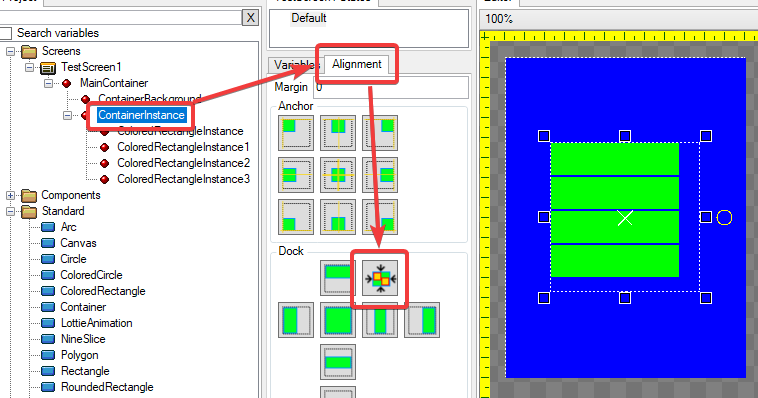 Project
X
Search variables
Screens
TestScreen1
MainContainer
ContainerBackground
ContainerInstance
ColoredRectangleInstance
ColoredRectangleInstance1
ColoredRectangleInstance2
ColoredRectangleInstance3
Components
Standard
Arc
Canvas
Circle
ColoredCircle
ColoredRectangle
Container
LottieAnimation
NineSlice
Polygon
Rectangle
RoundedRectangle
TestScreen1 States
Default
Variables
Alignment
Margin 0
Anchor
Dock
Editor
100%